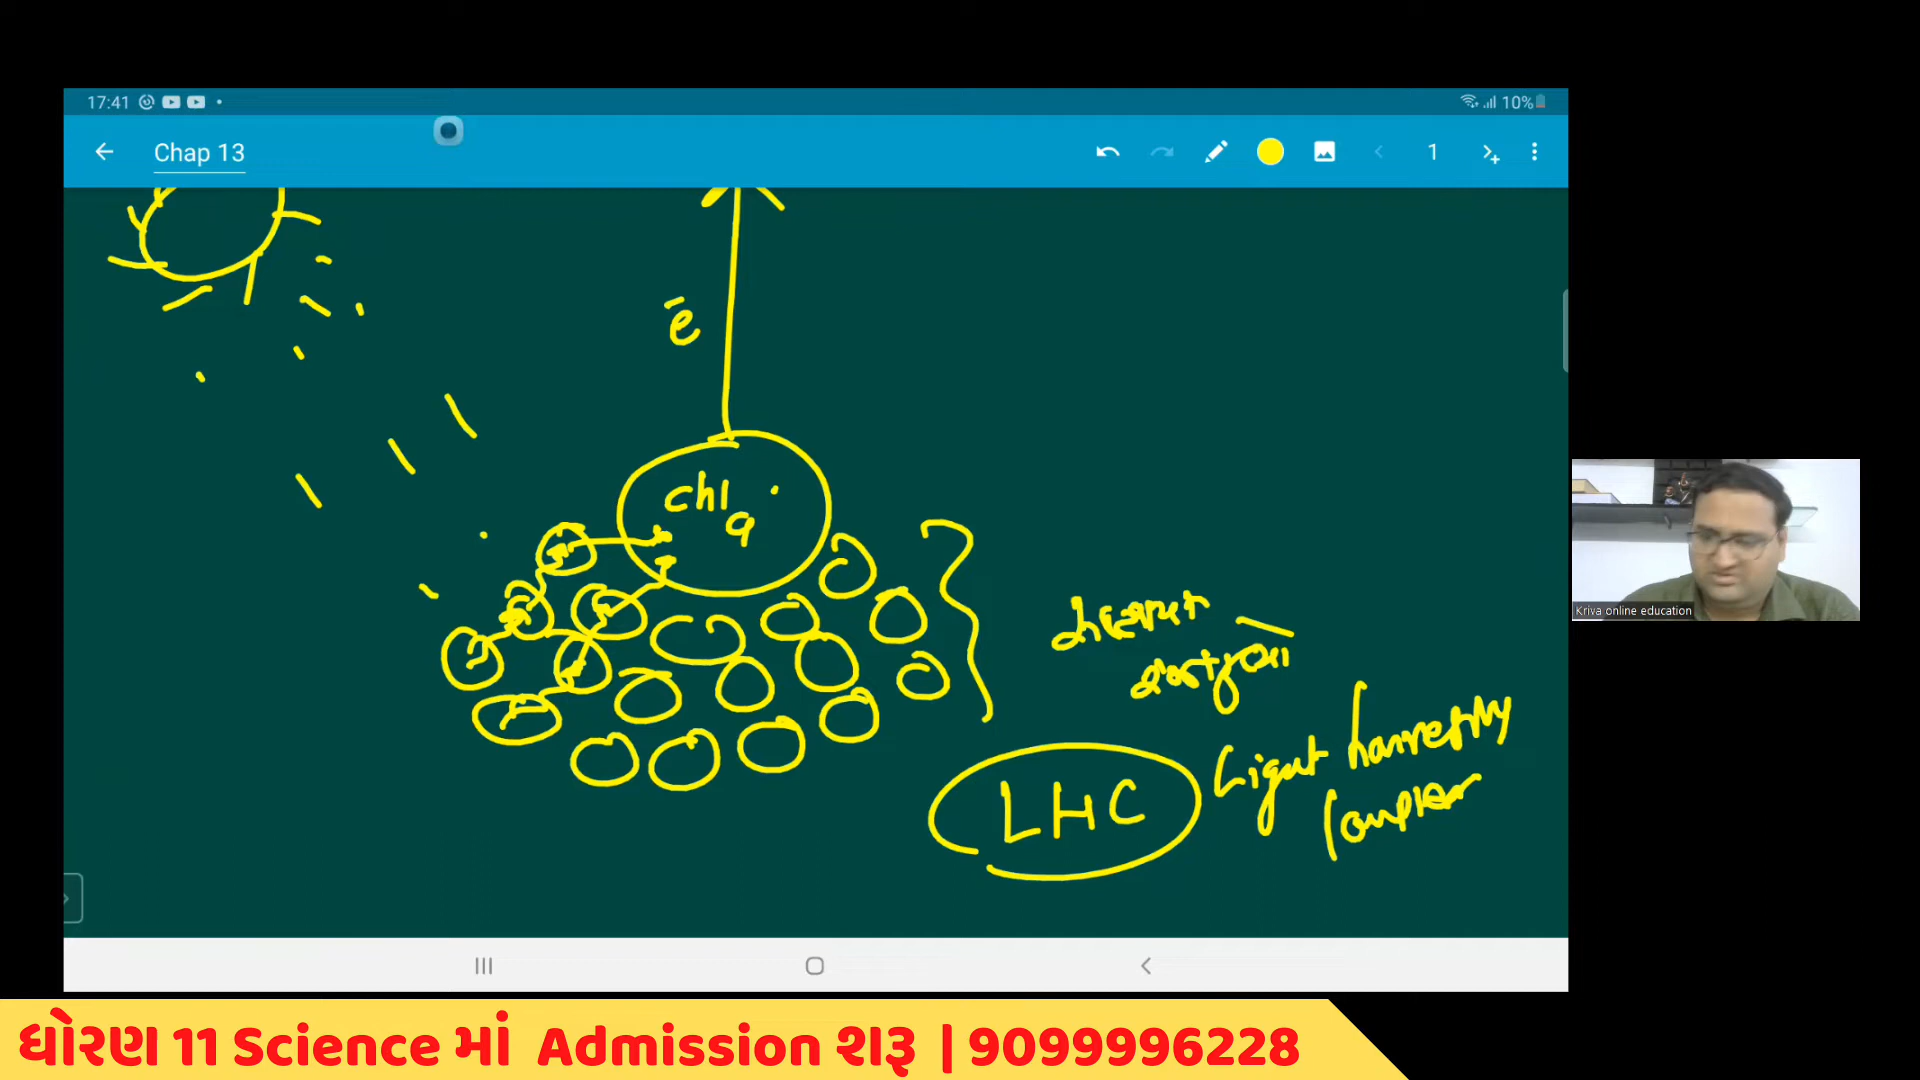 17:41
10%
Chap 13
1
ē
chl a
LHC
Light harvesting
Complex
Kriva online education
ધોરણ 11 Science માં Admission શરૂ | 9099996228